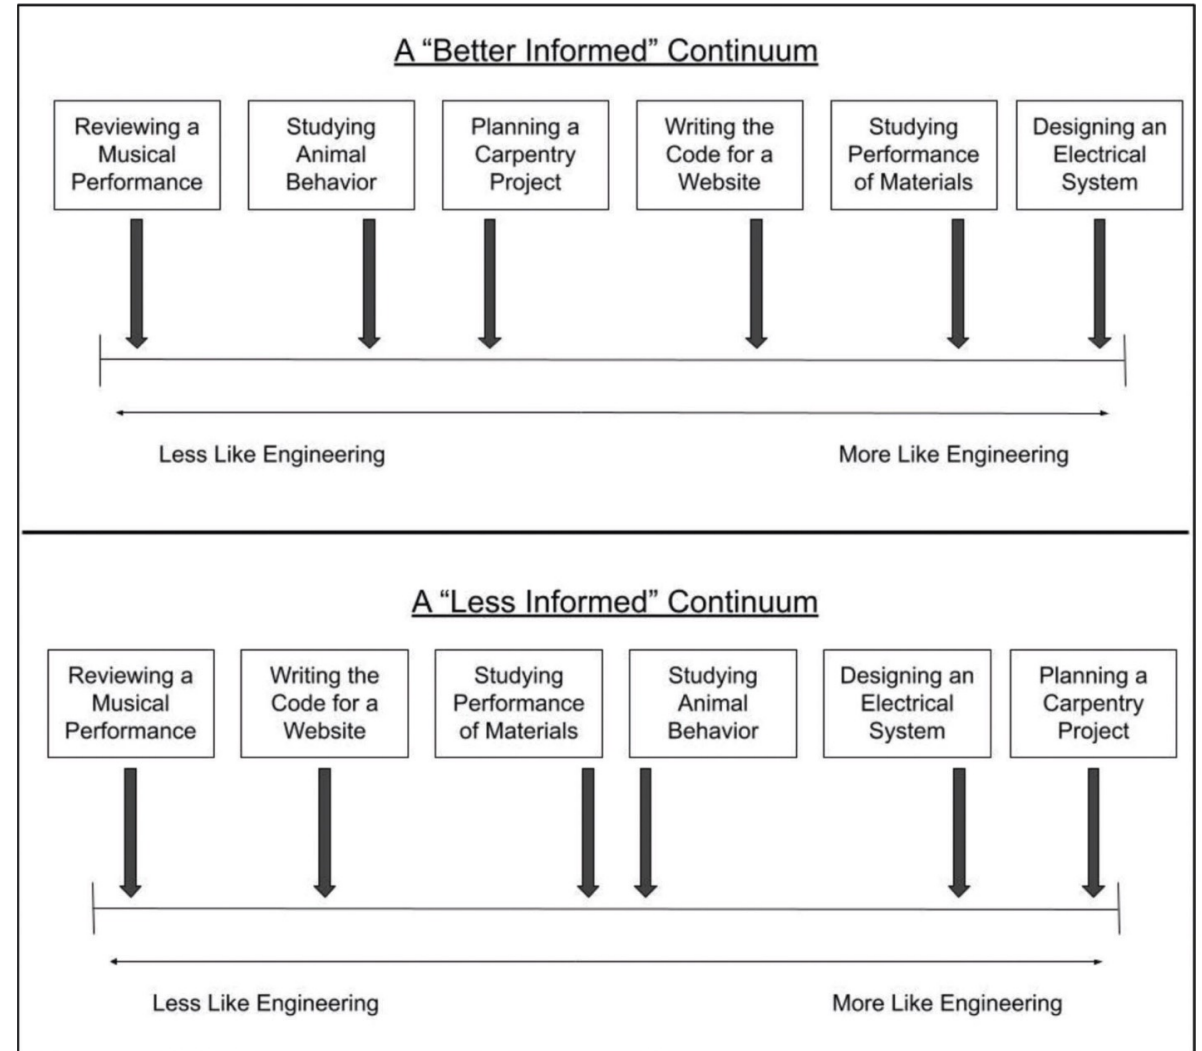 A “Better Informed” Continuum
Reviewing a
Musical
Performance
Studying
Animal
Behavior
Planning a
Carpentry
Project
Writing the
Code for a
Website
Studying
Performance
of Materials
Designing an
Electrical
System
Less Like Engineering
More Like Engineering
A “Less Informed” Continuum
Reviewing a
Musical
Performance
Writing the
Code for a
Website
Studying
Performance
of Materials
Studying
Animal
Behavior
Designing an
Electrical
System
Planning a
Carpentry
Project
Less Like Engineering
More Like Engineering